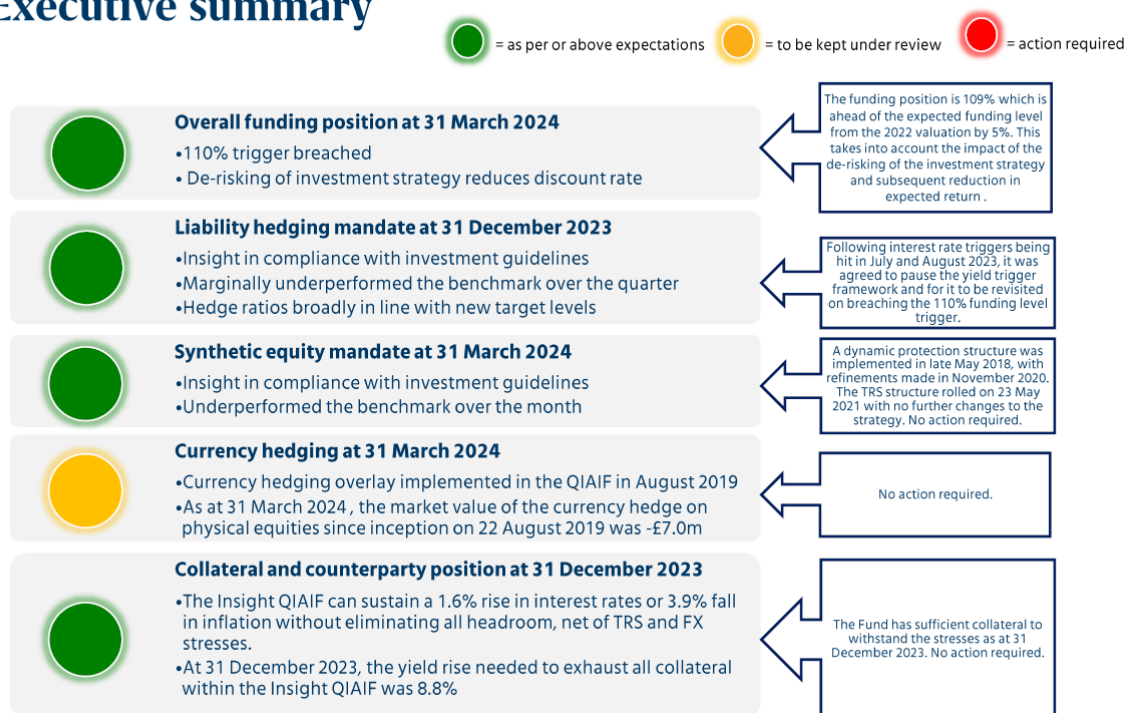 Executive summary
= as per or above expectations
= to be kept under review
= action required
Overall funding position at 31 March 2024
•110% trigger breached
• De-risking of investment strategy reduces discount rate
The funding position is 109% which is
ahead of the expected funding level
from the 2022 valuation by 5%. This
takes into account the impact of the
de-risking of the investment strategy
and subsequent reduction in
expected return .
Liability hedging mandate at 31 December 2023
•Insight in compliance with investment guidelines
•Marginally underperformed the benchmark over the quarter
•Hedge ratios broadly in line with new target levels
Following interest rate triggers being
hit in July and August 2023, it was
agreed to pause the yield trigger
framework and for it to be revisited
on breaching the 110% funding level
trigger.
Synthetic equity mandate at 31 March 2024
•Insight in compliance with investment guidelines
•Underperformed the benchmark over the month
A dynamic protection structure was
implemented in late May 2018, with
refinements made in November 2020.
The TRS structure rolled on 23 May
2021 with no further changes to the
strategy. No action required.
Currency hedging at 31 March 2024
•Currency hedging overlay implemented in the QIAIF in August 2019
•As at 31 March 2024 , the market value of the currency hedge on
physical equities since inception on 22 August 2019 was -£7.0m
No action required.
Collateral and counterparty position at 31 December 2023
•The Insight QIAIF can sustain a 1.6% rise in interest rates or 3.9% fall
in inflation without eliminating all headroom, net of TRS and FX
stresses.
•At 31 December 2023, the yield rise needed to exhaust all collateral
within the Insight QIAIF was 8.8%
The Fund has sufficient collateral to
withstand the stresses as at 31
December 2023. No action required.